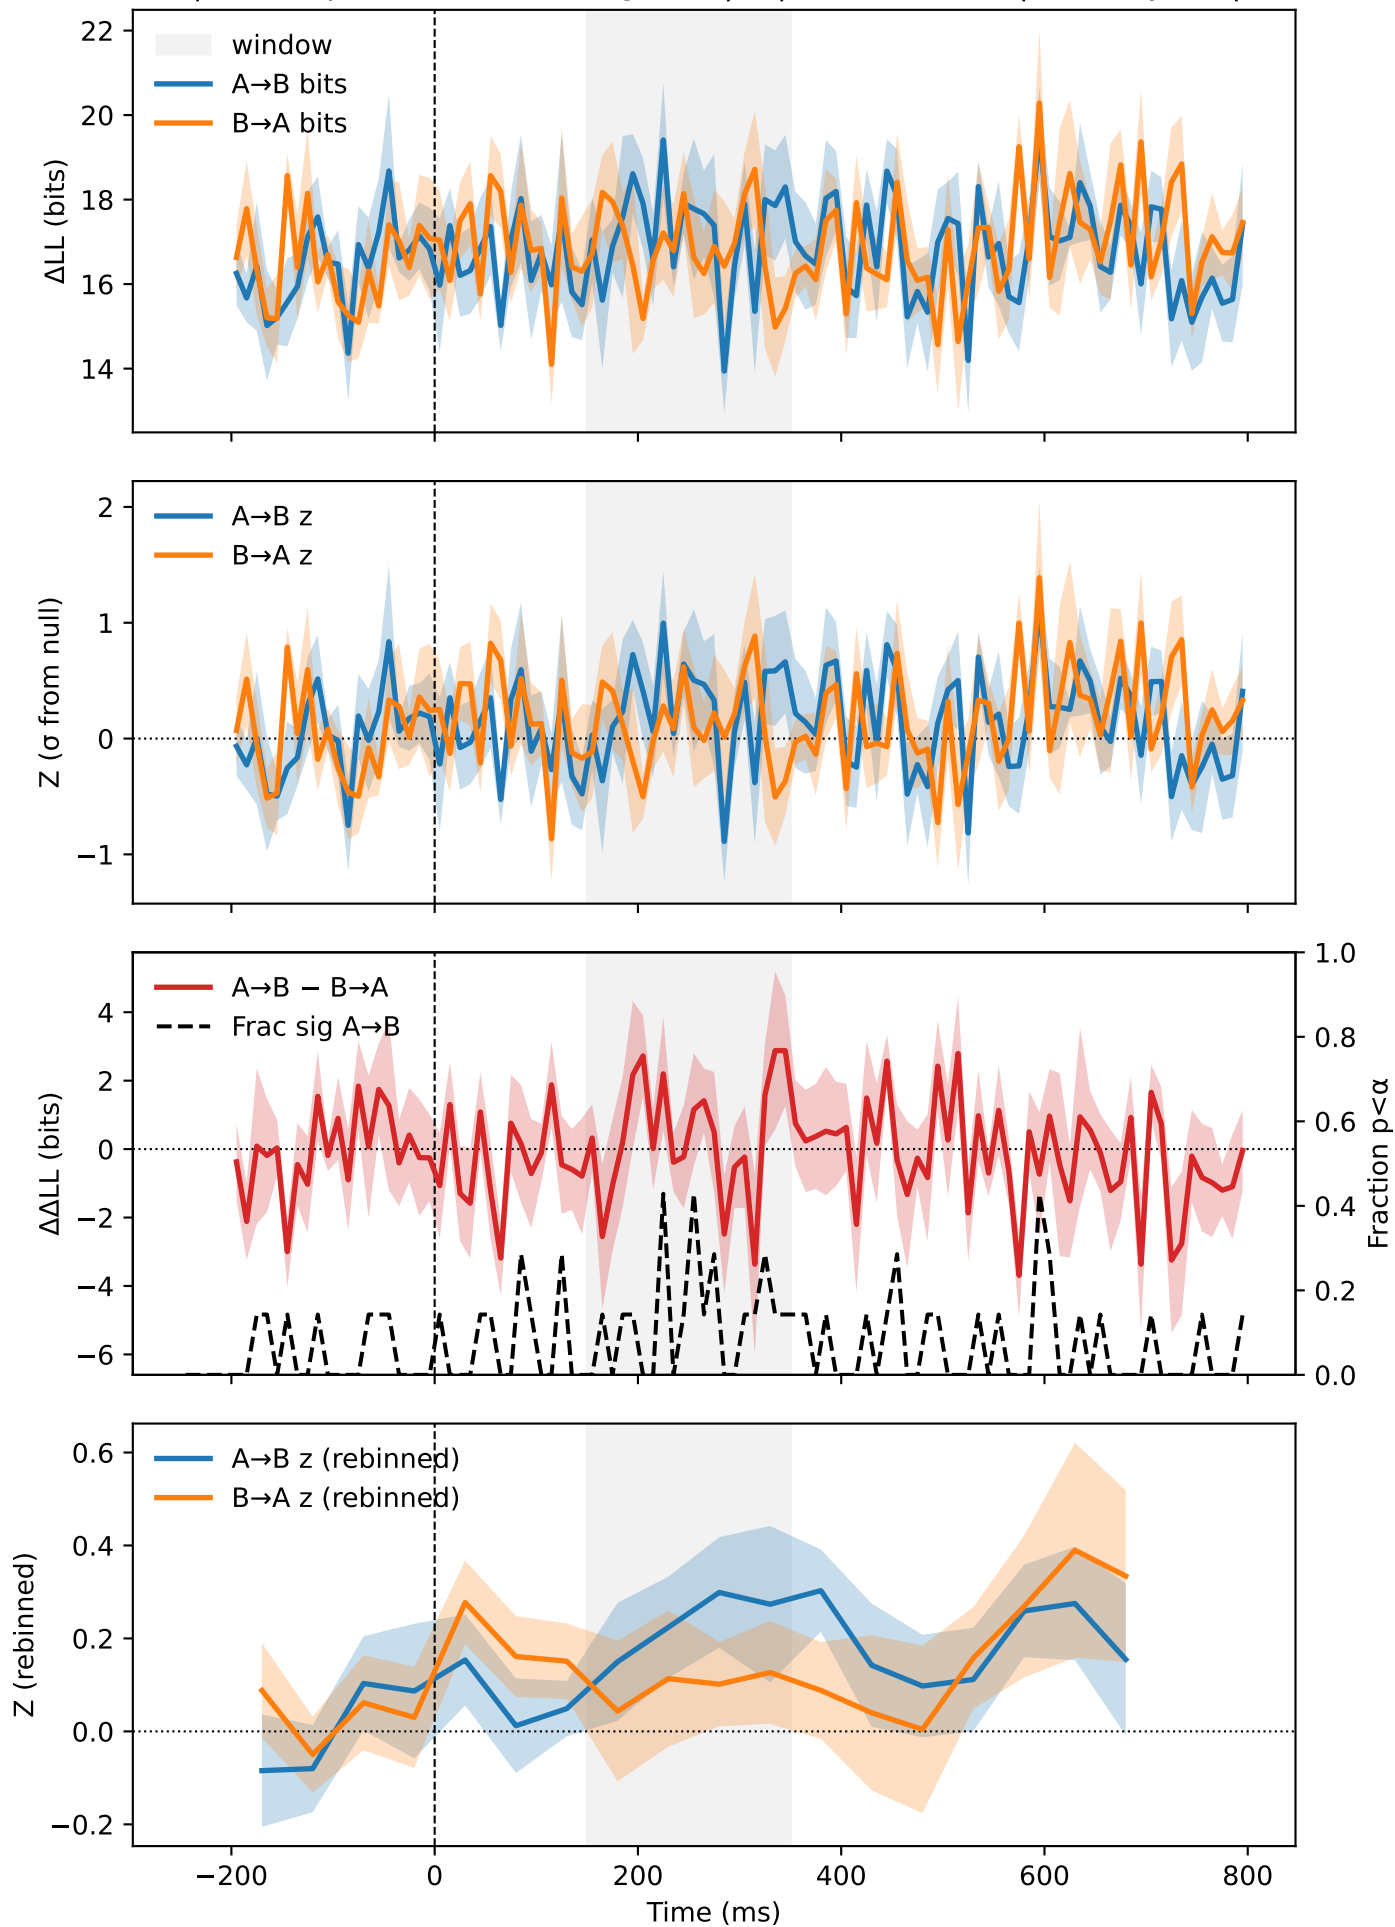 22
20
18
16
14
ΔLL (bits)
window
A→B bits
B→A bits
2
1
0
−1
Z (σ from null)
A→B z
B→A z
4
2
0
−2
−4
−6
ΔΔLL (bits)
A→B − B→A
Frac sig A→B
1.0
0.8
0.6
0.4
0.2
0.0
Fraction p<α
0.6
0.4
0.2
0.0
−0.2
Z (rebinned)
A→B z (rebinned)
B→A z (rebinned)
−200
0
200
400
600
800
Time (ms)